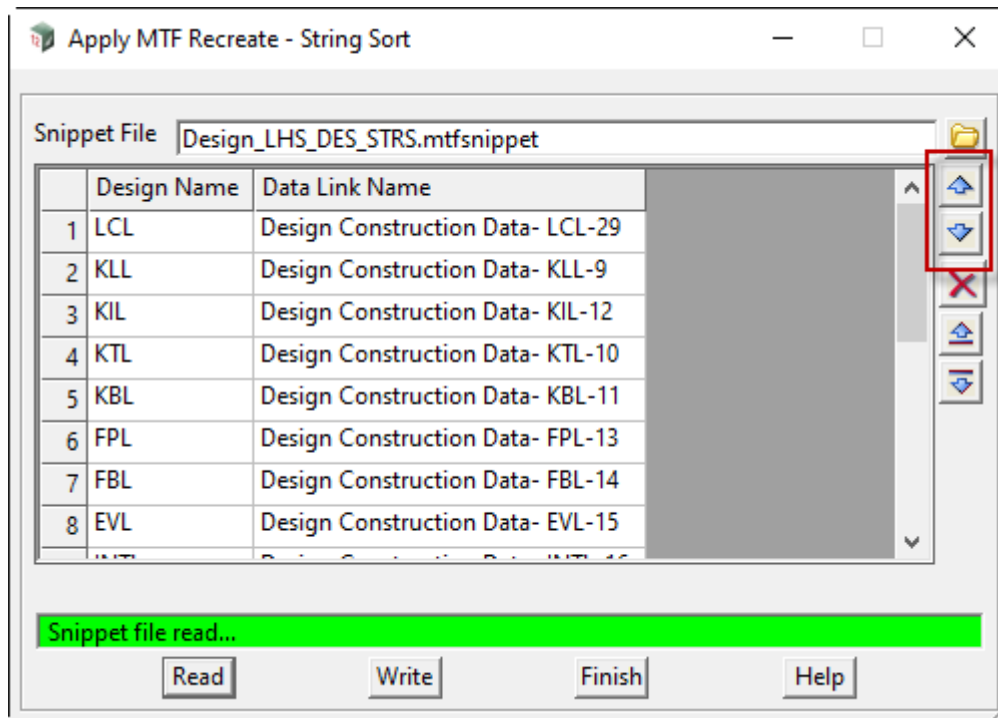 Apply MTF Recreate - String Sort
Snippet File Design_LHS_DES_STRS.mtfsnippet
Design Name Data Link Name
1 LCL Design Construction Data- LCL-29
2 KLL Design Construction Data- KLL-9
3 KIL Design Construction Data- KIL-12
4 KTL Design Construction Data- KTL-10
5 KBL Design Construction Data- KBL-11
6 FPL Design Construction Data- FPL-13
7 FBL Design Construction Data- FBL-14
8 EVL Design Construction Data- EVL-15
Snippet file read...
Read Write Finish Help